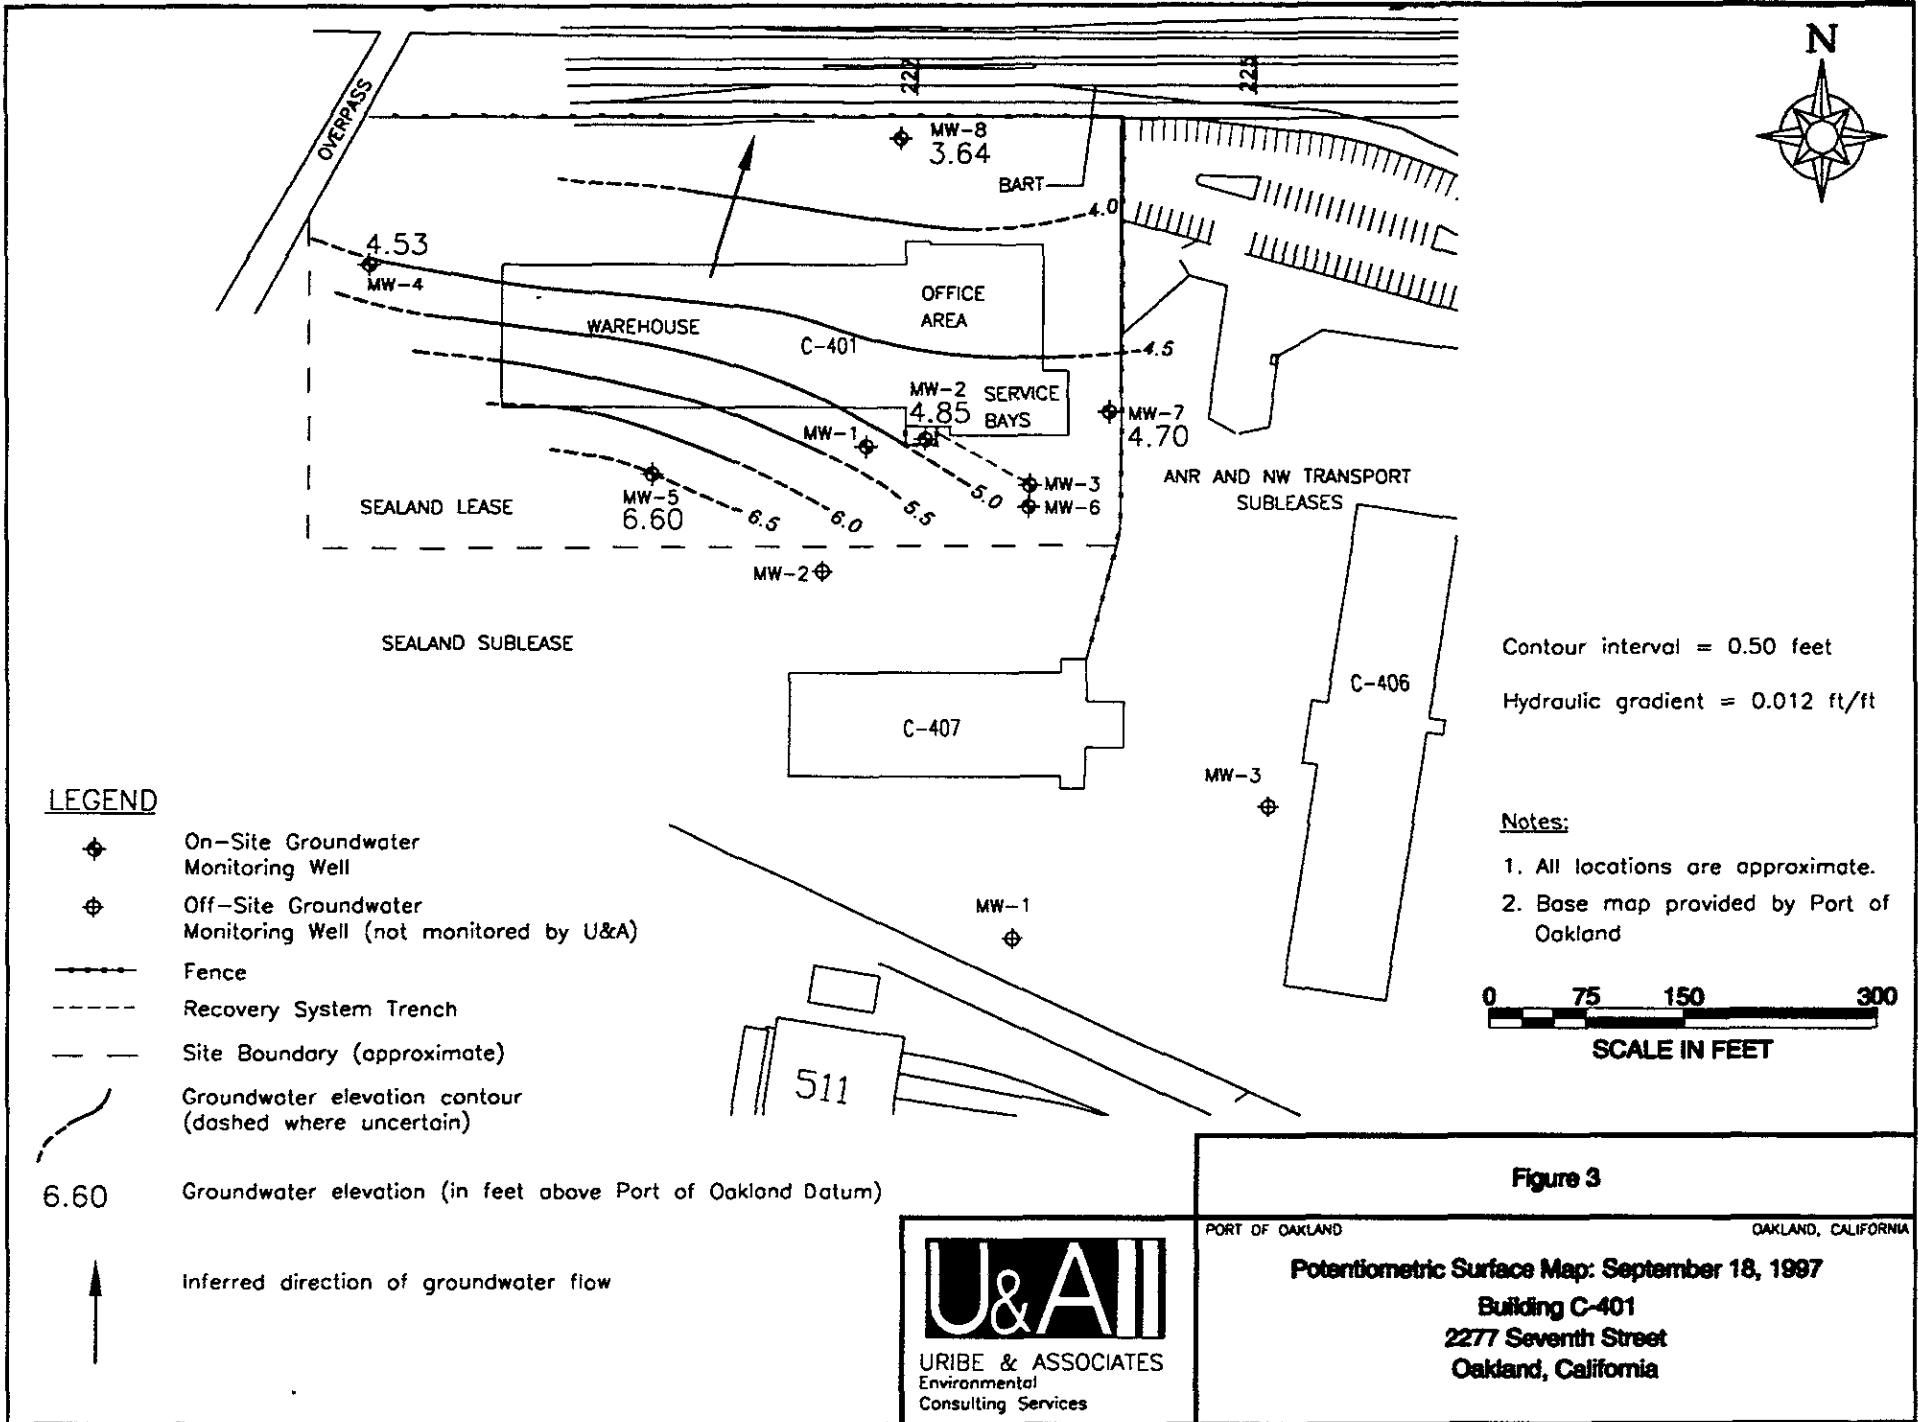 N
OVERPASS
222
225
MW-8
3.64
BART
4.0
4.53
MW-4
OFFICE
AREA
WAREHOUSE
C-401
4.5
MW-2
4.85
SERVICE
BAYS
MW-7
4.70
MW-1
MW-3
MW-6
5.0
5.5
6.0
6.5
MW-5
6.60
SEALAND LEASE
ANR AND NW TRANSPORT
SUBLEASES
MW-2
SEALAND SUBLEASE
C-407
C-406
MW-3
MW-1
511
Contour interval = 0.50 feet
Hydraulic gradient = 0.012 ft/ft
Notes:
1. All locations are approximate.
2. Base map provided by Port of
Oakland
0 75 150 300
SCALE IN FEET
LEGEND
On-Site Groundwater
Monitoring Well
Off-Site Groundwater
Monitoring Well (not monitored by U&A)
Fence
Recovery System Trench
Site Boundary (approximate)
Groundwater elevation contour
(dashed where uncertain)
6.60 Groundwater elevation (in feet above Port of Oakland Datum)
Inferred direction of groundwater flow
U&A
URIBE & ASSOCIATES
Environmental
Consulting Services
Figure 3
PORT OF OAKLAND OAKLAND, CALIFORNIA
Potentiometric Surface Map: September 18, 1997
Building C-401
2277 Seventh Street
Oakland, California